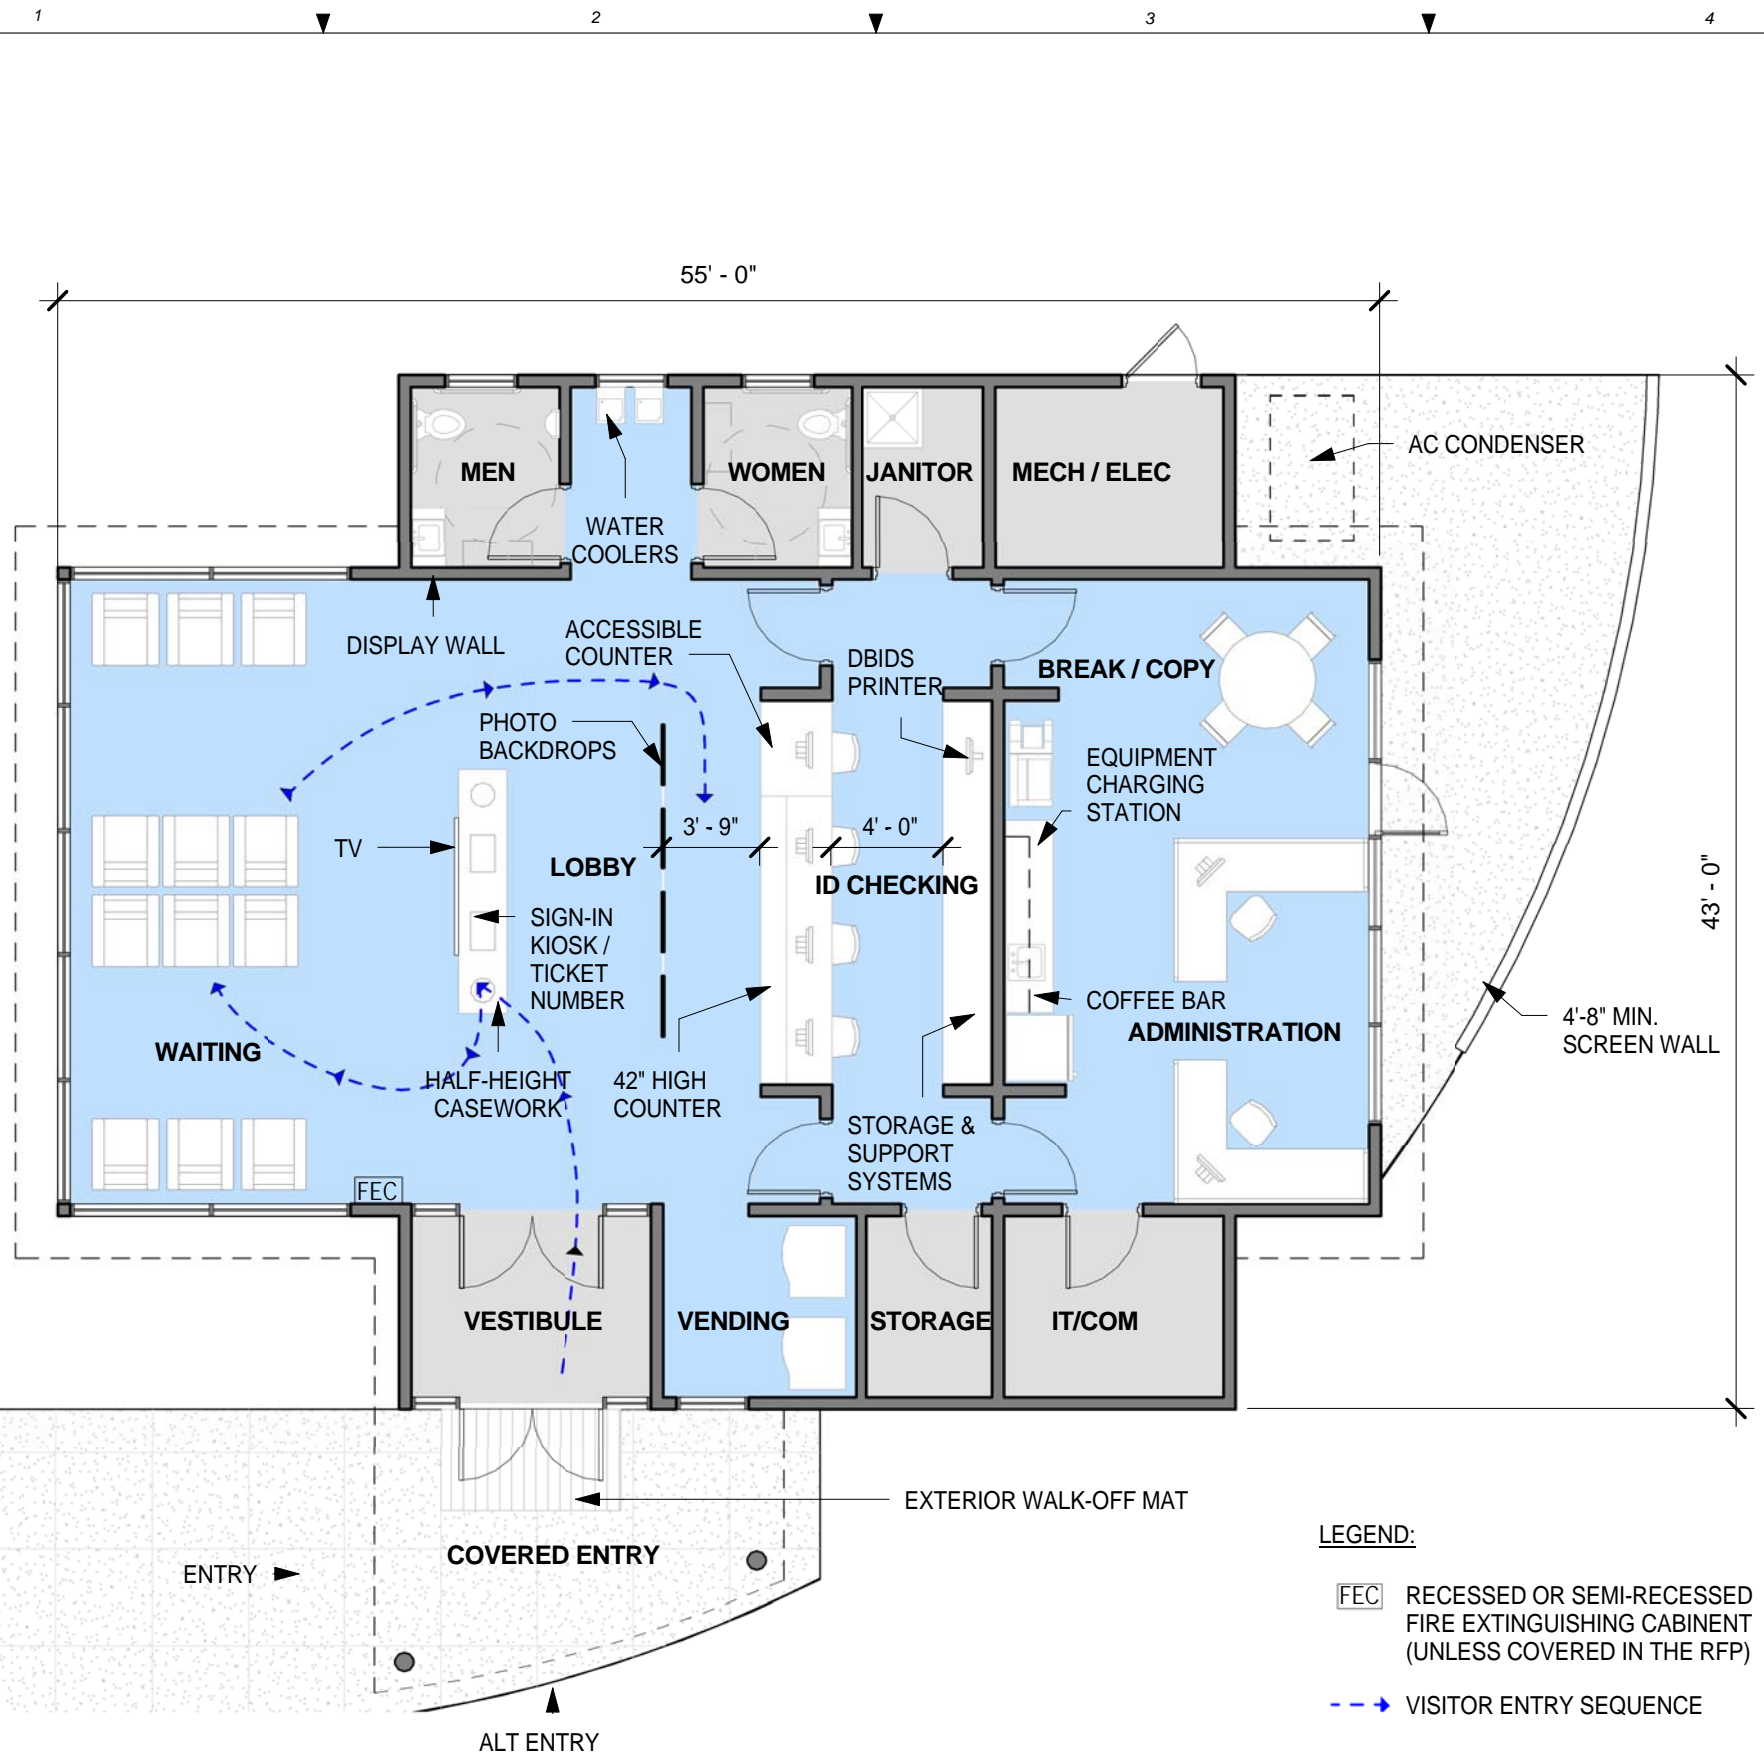 1
2
3
4
55' - 0"
AC CONDENSER
MEN
WOMEN
JANITOR
MECH / ELEC
WATER
COOLERS
DISPLAY WALL
ACCESSIBLE
COUNTER
DBIDS
PRINTER
BREAK / COPY
PHOTO
BACKDROPS
EQUIPMENT
CHARGING
STATION
3' - 9"
4' - 0"
TV
LOBBY
ID CHECKING
43' - 0"
SIGN-IN
KIOSK /
TICKET
NUMBER
COFFEE BAR
ADMINISTRATION
4'-8" MIN.
SCREEN WALL
WAITING
HALF-HEIGHT
CASEWORK
42" HIGH
COUNTER
STORAGE &
SUPPORT
SYSTEMS
FEC
VESTIBULE
VENDING
STORAGE
IT/COM
EXTERIOR WALK-OFF MAT
COVERED ENTRY
ENTRY
ALT ENTRY
LEGEND:
FEC RECESSED OR SEMI-RECESSED
FIRE EXTINGUISHING CABINENT
(UNLESS COVERED IN THE RFP)
VISITOR ENTRY SEQUENCE